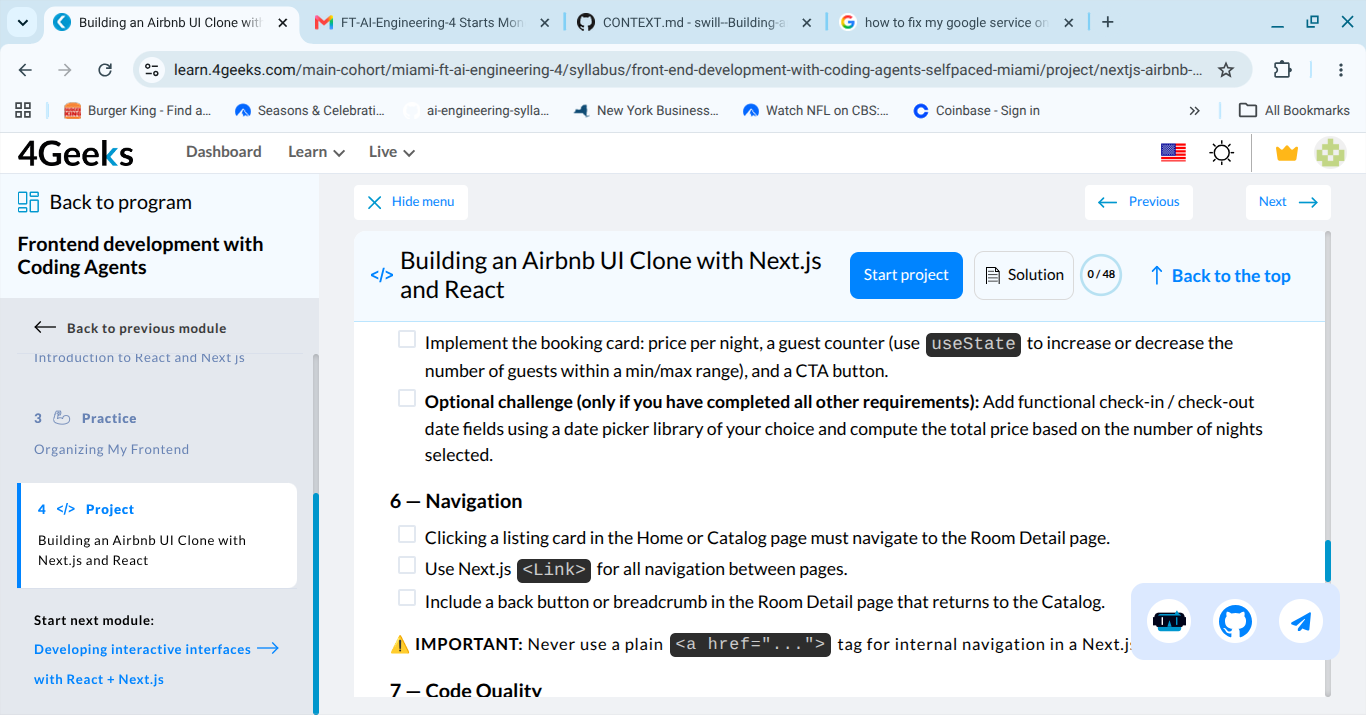 Building an Airbnb UI Clone with
FT-AI-Engineering-4 Starts Mon
CONTEXT.md - swill--Building-a
how to fix my google service on
learn.4geeks.com/main-cohort/miami-ft-ai-engineering-4/syllabus/front-end-development-with-coding-agents-selfpaced-miami/project/nextjs-airbnb-...
BURGER KING
Burger King - Find a...
Seasons & Celebrati...
ai-engineering-sylla...
New York Business...
Watch NFL on CBS:...
Coinbase - Sign in
»
All Bookmarks
4Geeks
Dashboard
Learn
Live
Back to program
Frontend development with
Coding Agents
Back to previous module
Introduction to React and Next js
3 Practice
Organizing My Frontend
4 </> Project
Building an Airbnb UI Clone with
Next.js and React
Start next module:
Developing interactive interfaces
with React + Next.js
Hide menu
Previous
Next
</> Building an Airbnb UI Clone with Next.js
and React
Start project
Solution
0 / 48
Back to the top
Implement the booking card: price per night, a guest counter (use useState to increase or decrease the
number of guests within a min/max range), and a CTA button.
Optional challenge (only if you have completed all other requirements): Add functional check-in / check-out
date fields using a date picker library of your choice and compute the total price based on the number of nights
selected.
6 — Navigation
Clicking a listing card in the Home or Catalog page must navigate to the Room Detail page.
Use Next.js <Link> for all navigation between pages.
Include a back button or breadcrumb in the Room Detail page that returns to the Catalog.
⚠️ IMPORTANT: Never use a plain <a href="..."> tag for internal navigation in a Next.js
7 — Code Quality